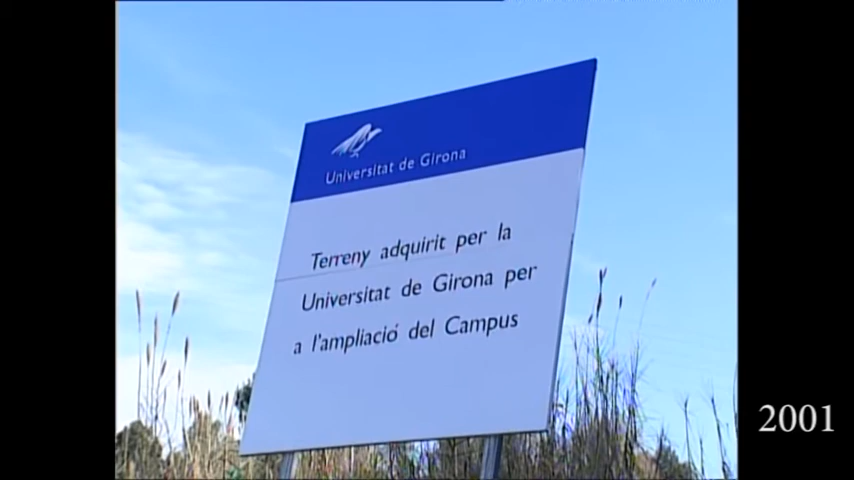 Universitat de Girona
Terreny adquirit per la
Universitat de Girona per
a l'ampliació del Campus
2001